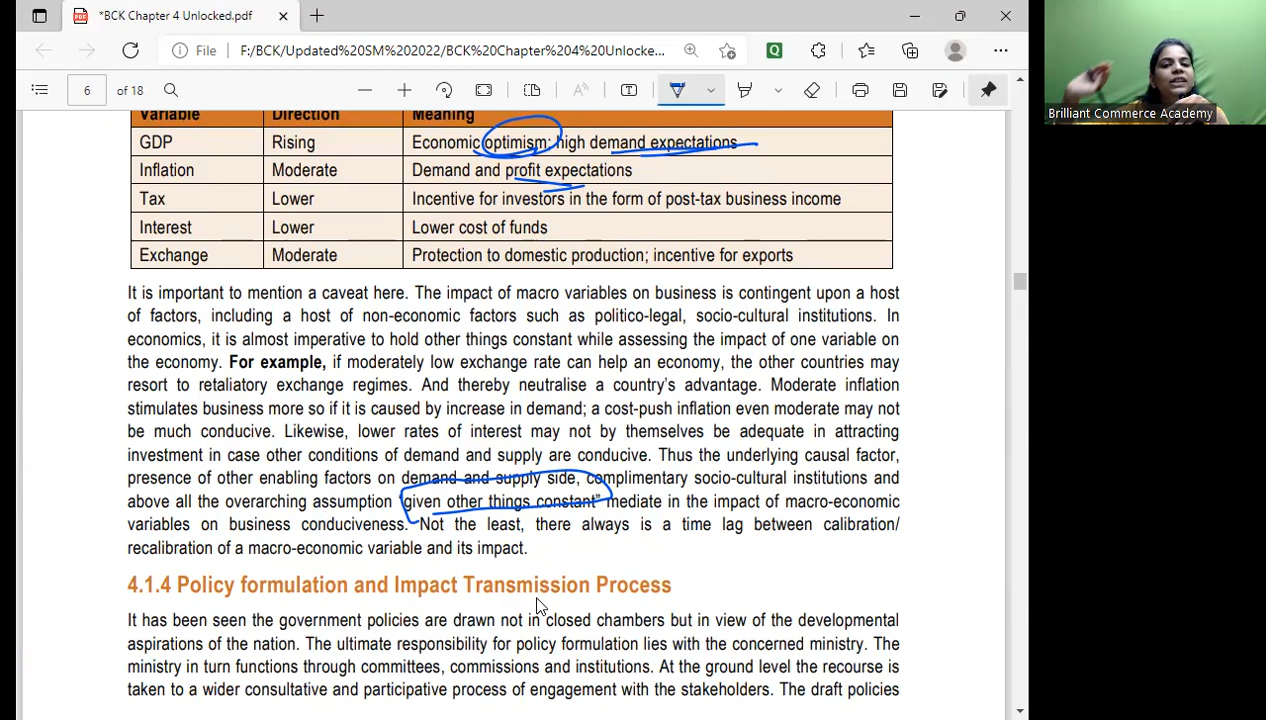 *BCK Chapter 4 Unlocked.pdf
File
F:/BCK/Updated%20SM%202022/BCK%20Chapter%204%20Unlocke...
6 of 18
Brilliant Commerce Academy
Variable Direction Meaning
GDP Rising Economic optimism; high demand expectations
Inflation Moderate Demand and profit expectations
Tax Lower Incentive for investors in the form of post-tax business income
Interest Lower Lower cost of funds
Exchange Moderate Protection to domestic production; incentive for exports
It is important to mention a caveat here. The impact of macro variables on business is contingent upon a host
of factors, including a host of non-economic factors such as politico-legal, socio-cultural institutions. In
economics, it is almost imperative to hold other things constant while assessing the impact of one variable on
the economy. For example, if moderately low exchange rate can help an economy, the other countries may
resort to retaliatory exchange regimes. And thereby neutralise a country's advantage. Moderate inflation
stimulates business more so if it is caused by increase in demand; a cost-push inflation even moderate may not
be much conducive. Likewise, lower rates of interest may not by themselves be adequate in attracting
investment in case other conditions of demand and supply are conducive. Thus the underlying causal factor,
presence of other enabling factors on demand and supply side, complimentary socio-cultural institutions and
above all the overarching assumption "given other things constant" mediate in the impact of macro-economic
variables on business conduciveness. Not the least, there always is a time lag between calibration/
recalibration of a macro-economic variable and its impact.
4.1.4 Policy formulation and Impact Transmission Process
It has been seen the government policies are drawn not in closed chambers but in view of the developmental
aspirations of the nation. The ultimate responsibility for policy formulation lies with the concerned ministry. The
ministry in turn functions through committees, commissions and institutions. At the ground level the recourse is
taken to a wider consultative and participative process of engagement with the stakeholders. The draft policies